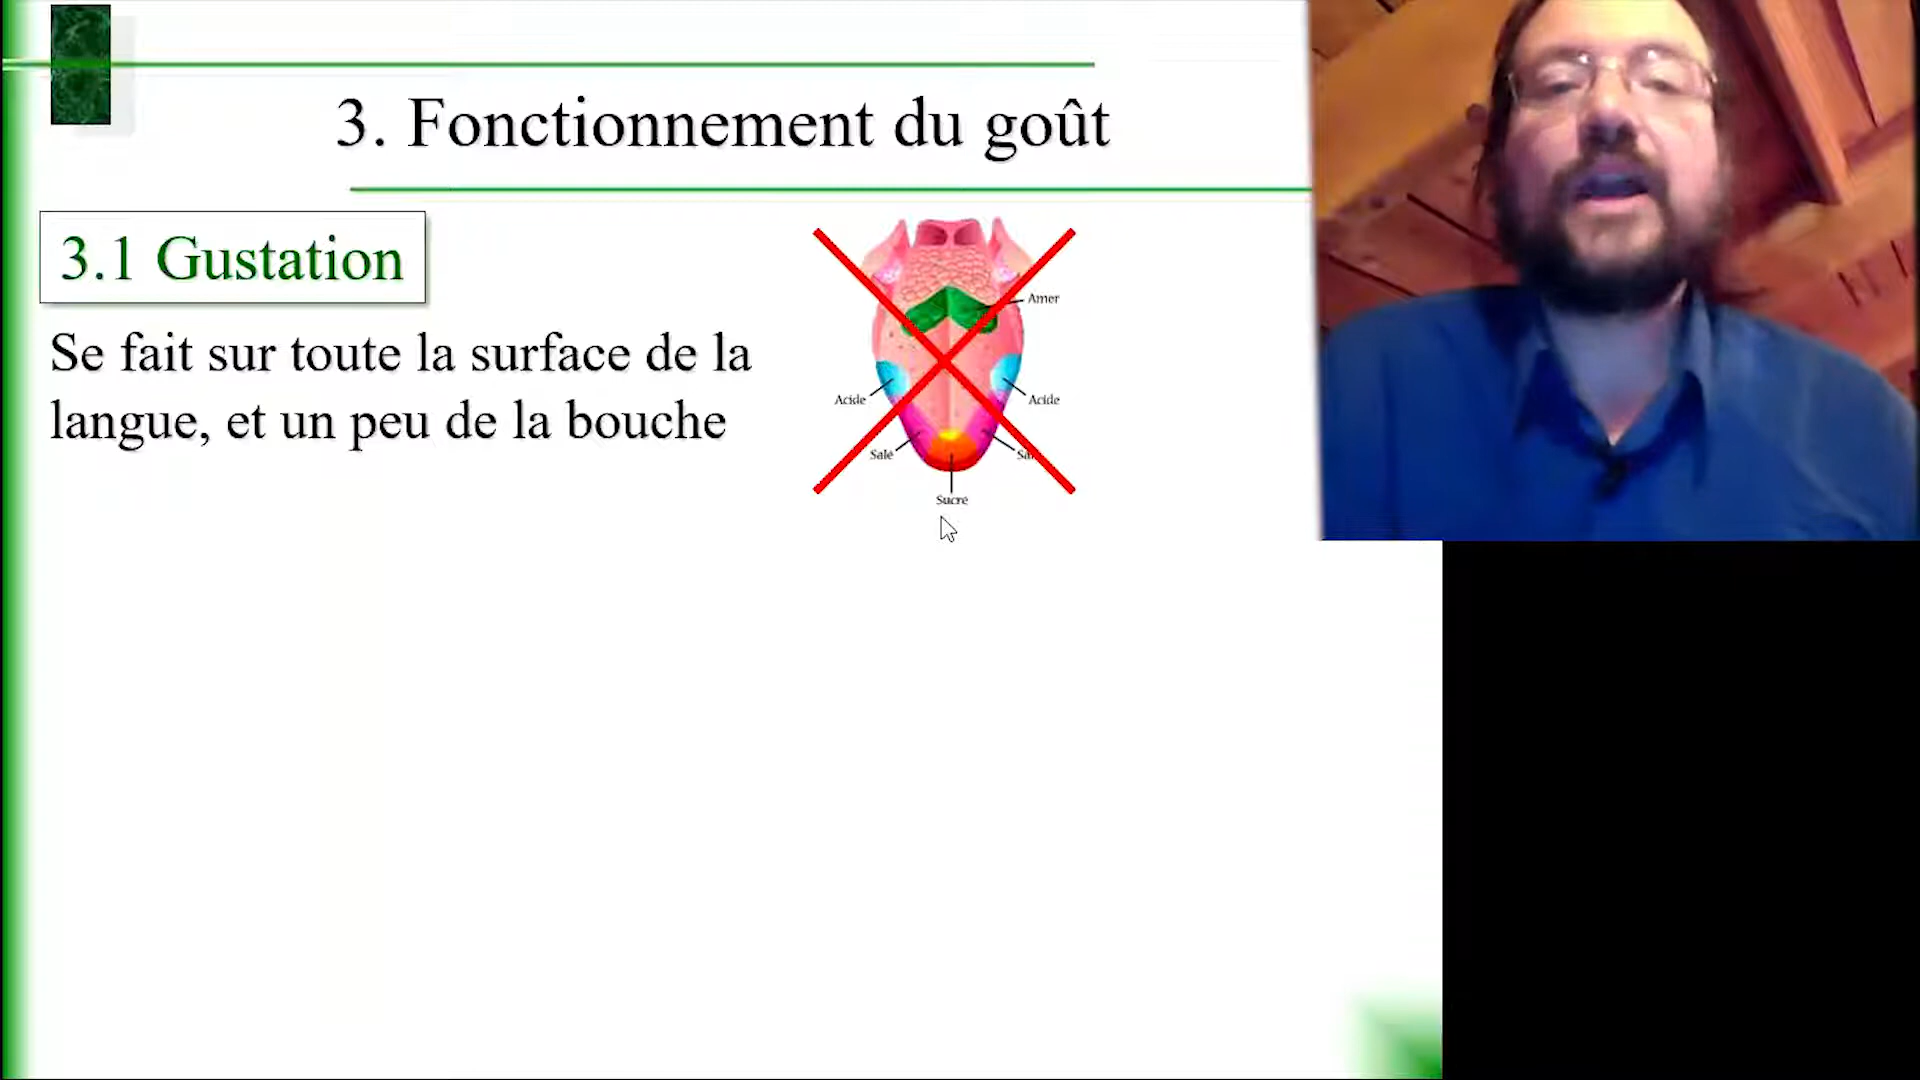 3. Fonctionnement du goût
3.1 Gustation
Se fait sur toute la surface de la
langue, et un peu de la bouche
Amer
Acide
Acide
Salé
Sucré